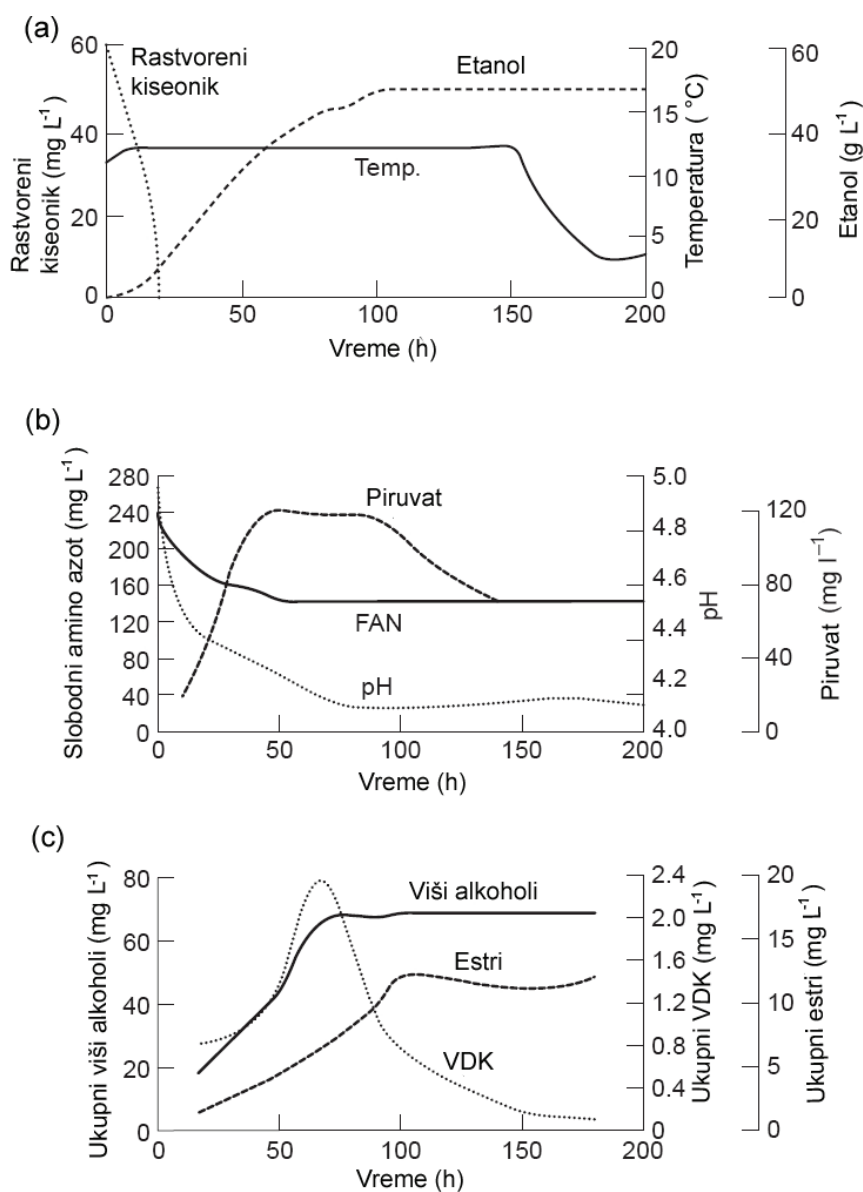 (a)
60
40
20
0
Rastvoreni
kiseonik (mg L⁻¹)
Rastvoreni
kiseonik
Etanol
Temp.
0
50
100
150
200
Vreme (h)
20
15
10
5
0
Temperatura ( °C)
60
40
20
0
Etanol (g L⁻¹)
(b)
280
240
200
160
120
80
40
0
Slobodni amino azot (mg L⁻¹)
Piruvat
FAN
pH
0
50
100
150
200
Vreme (h)
5.0
4.8
4.6
4.4
4.2
4.0
pH
120
80
40
0
Piruvat (mg l⁻¹)
(c)
80
60
40
20
0
Ukupni viši alkoholi (mg L⁻¹)
Viši alkoholi
Estri
VDK
0
50
100
150
200
Vreme (h)
2.4
2.0
1.6
1.2
0.8
0.4
0
Ukupni VDK (mg L⁻¹)
20
15
10
5
0
Ukupni estri (mg L⁻¹)